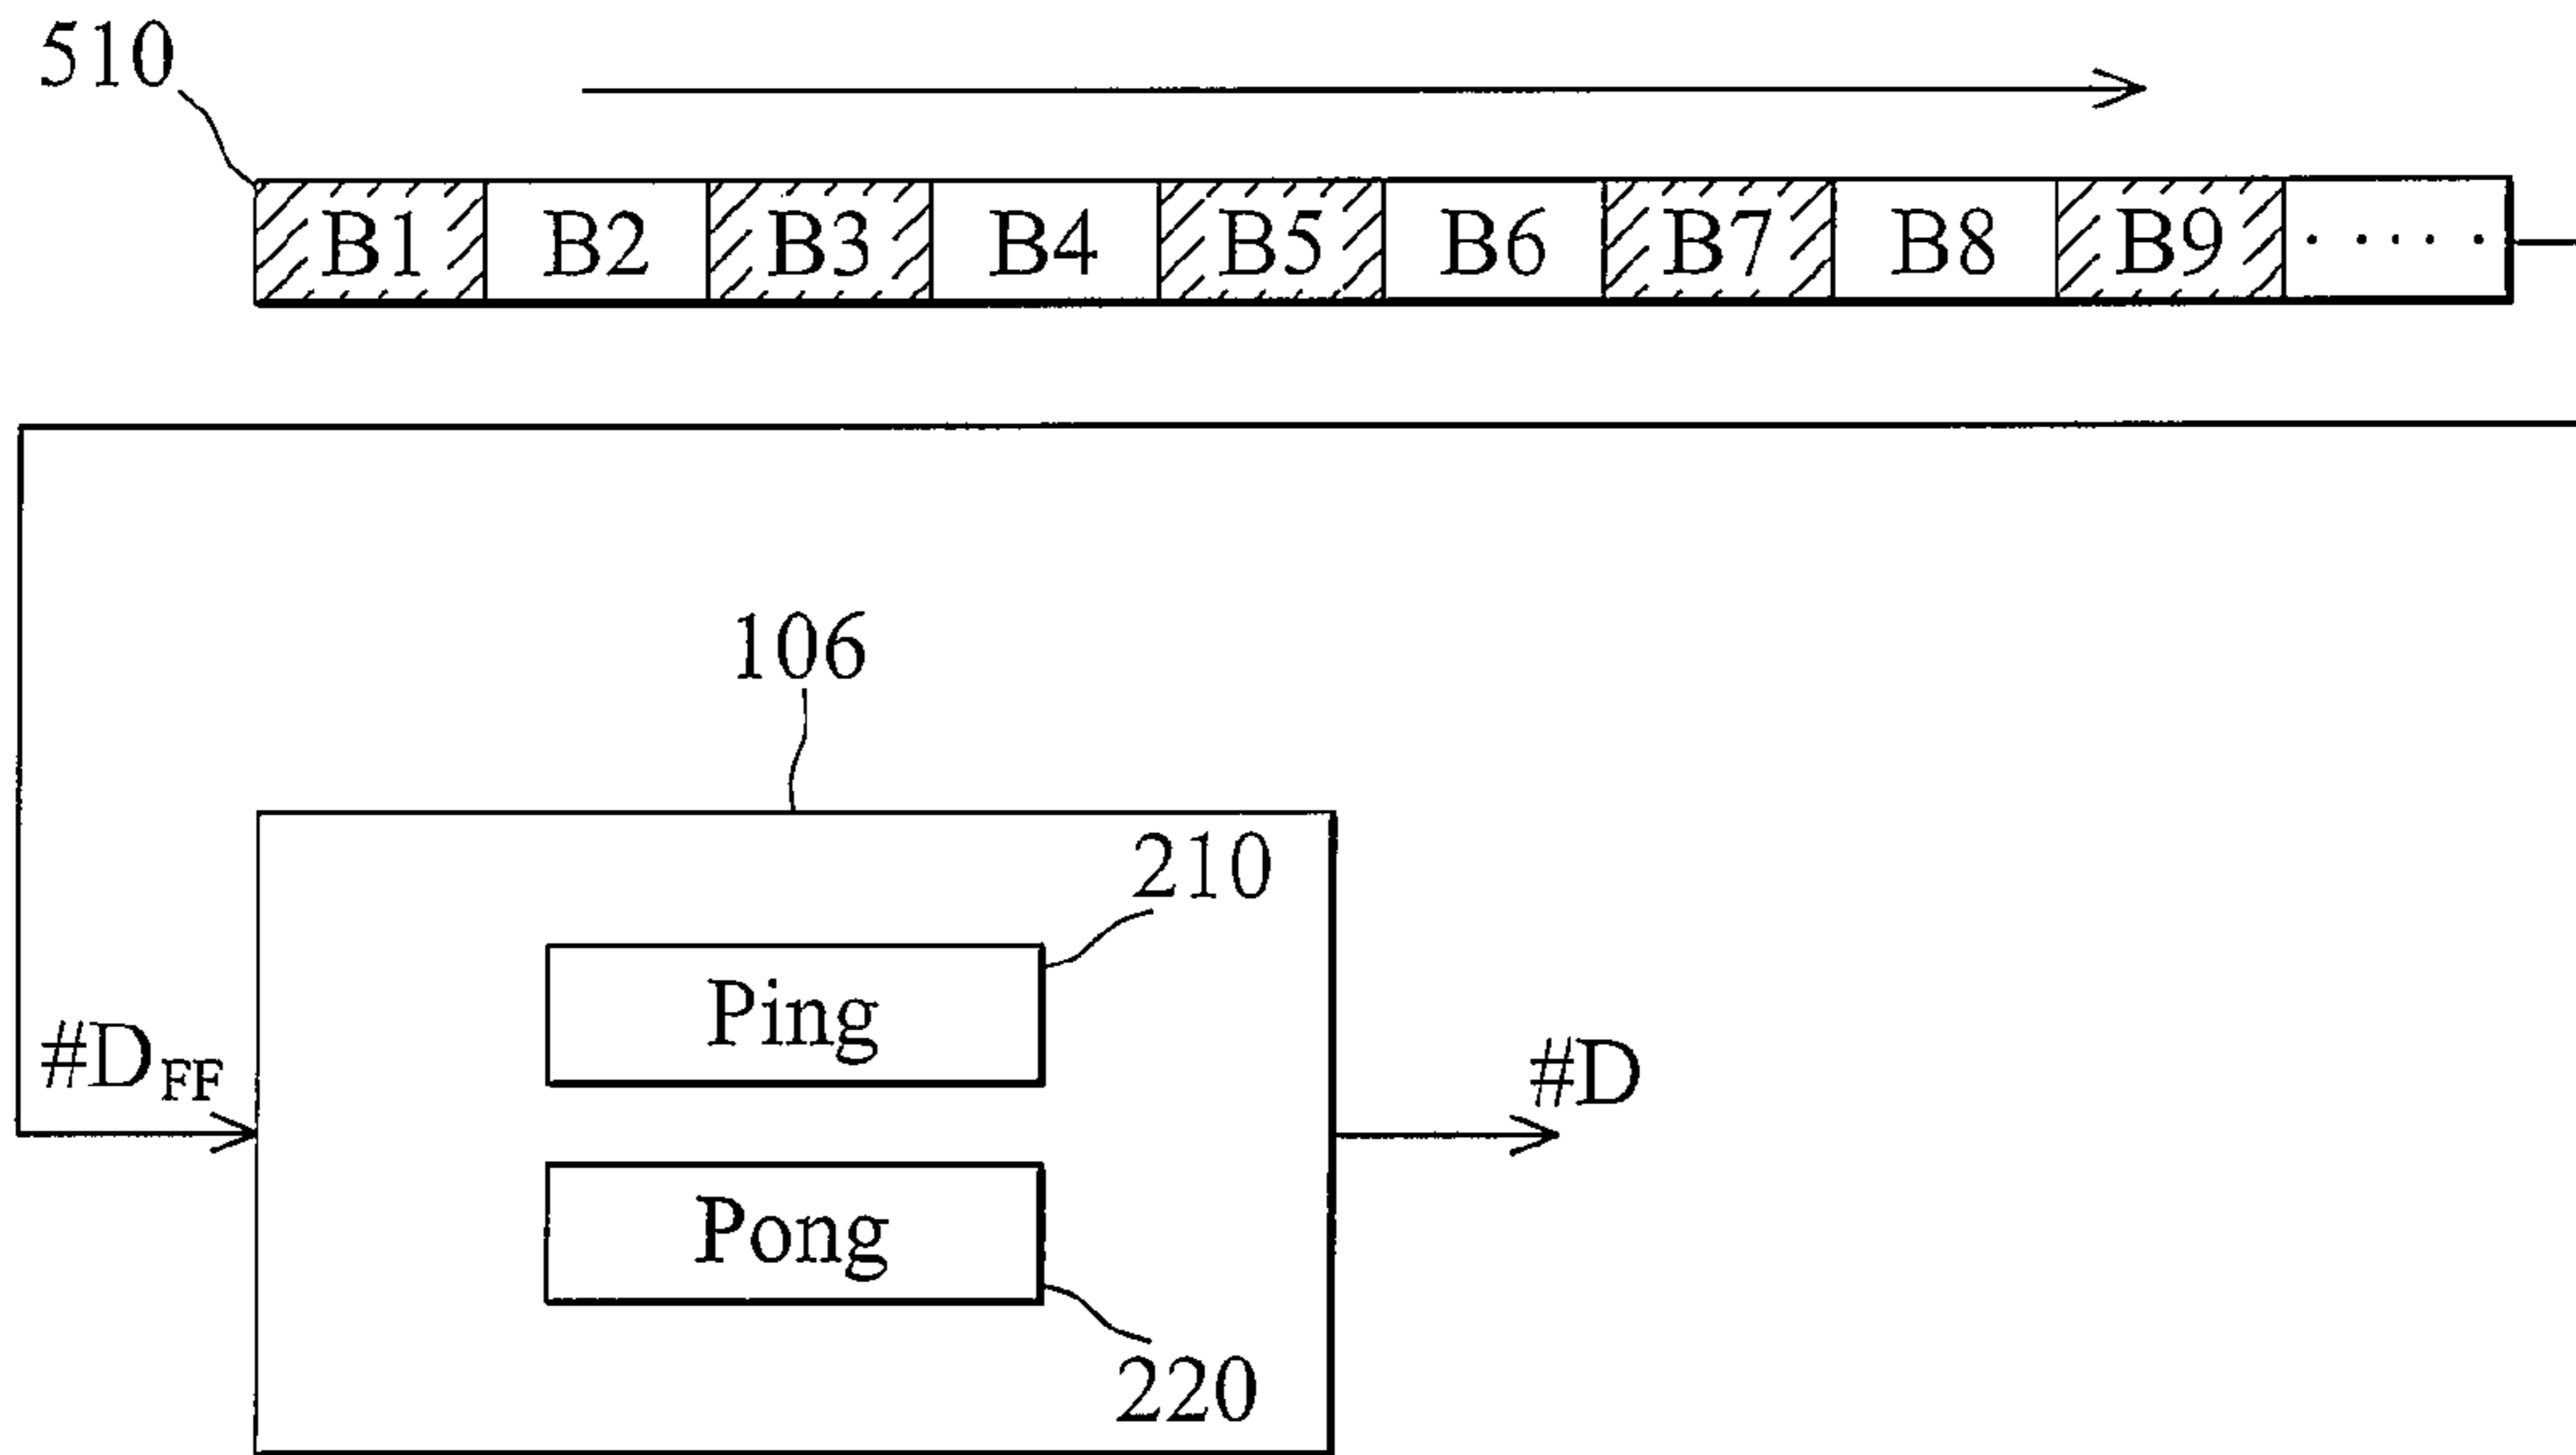 510
B1 B2 B3 B4 B5 B6 B7 B8 B9 ·····
106
210
Ping
#DFF
#D
Pong
220